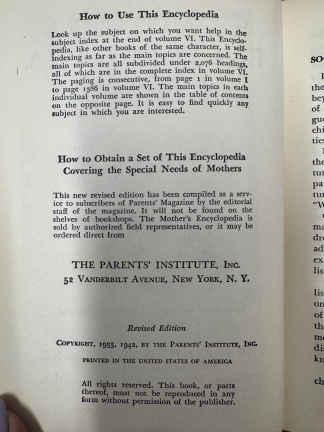 How to Use This Encyclopedia
Look up the subject on which you want help in the
subject index at the end of volume VI. This Encyclo-
pedia, like other books of the same character, is self-
indexing as far as the main topics are concerned. The
main topics are all subdivided under 2,076 headings,
all of which are in the complete index in volume VI.
The paging is consecutive, from page 1 in volume I
to page 1586 in volume VI. The main topics in each
individual volume are shown in the table of contents
on the opposite page. It is easy to find quickly any
subject in which you are interested.
How to Obtain a Set of This Encyclopedia
Covering the Special Needs of Mothers
This new revised edition has been compiled as a serv-
ice to subscribers of Parents' Magazine by the editorial
staff of the magazine. It will not be found on the
shelves of bookshops. The Mother's Encyclopedia is
sold by authorized field representatives, or it may be
ordered direct from
THE PARENTS' INSTITUTE, INC.
52 VANDERBILT AVENUE, NEW YORK, N. Y.
Revised Edition
COPYRIGHT, 1933, 1942, BY THE PARENTS' INSTITUTE, INC.
PRINTED IN THE UNITED STATES OF AMERICA
All rights reserved. This book, or parts
thereof, must not be reproduced in any
form without permission of the publisher.